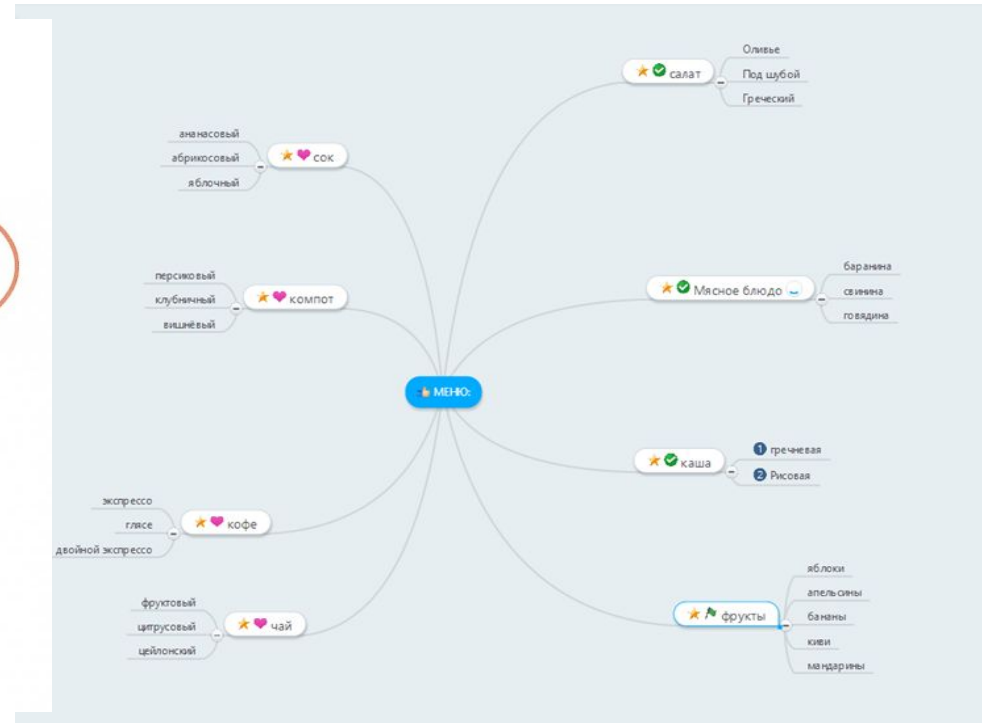 МЕНЮ:
сок
ананасовый
абрикосовый
яблочный
компот
персиковый
клубничный
вишнёвый
кофе
экспрессо
глясе
двойной экспрессо
чай
фруктовый
цитрусовый
цейлонский
салат
Оливье
Под шубой
Греческий
Мясное блюдо
баранина
свинина
говядина
каша
1 гречневая
2 Рисовая
фрукты
яблоки
апельсины
бананы
киви
мандарины